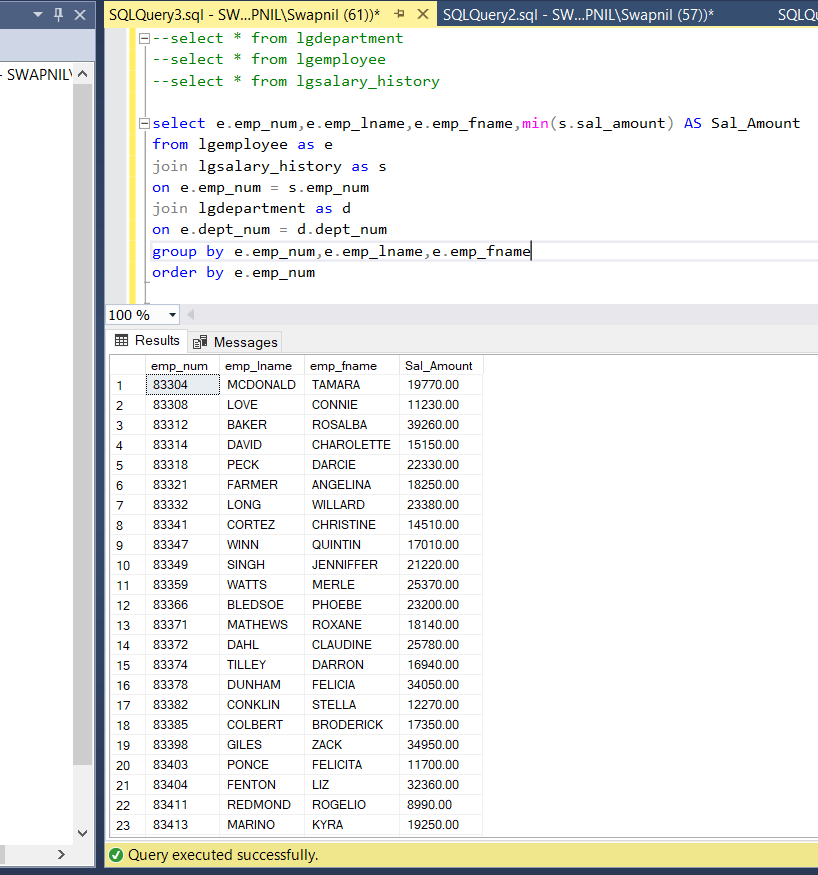 SQLQuery3.sql - SW...PNIL\Swapnil (61))* SQLQuery2.sql - SW...PNIL\Swapnil (57))* SQLQu
- SWAPNIL\
--select * from lgdepartment
--select * from lgemployee
--select * from lgsalary_history
select e.emp_num,e.emp_lname,e.emp_fname,min(s.sal_amount) AS Sal_Amount
from lgemployee as e
join lgsalary_history as s
on e.emp_num = s.emp_num
join lgdepartment as d
on e.dept_num = d.dept_num
group by e.emp_num,e.emp_lname,e.emp_fname
order by e.emp_num
100 %
Results Messages
emp_num emp_lname emp_fname Sal_Amount
1 83304 MCDONALD TAMARA 19770.00
2 83308 LOVE CONNIE 11230.00
3 83312 BAKER ROSALBA 39260.00
4 83314 DAVID CHAROLETTE 15150.00
5 83318 PECK DARCIE 22330.00
6 83321 FARMER ANGELINA 18250.00
7 83332 LONG WILLARD 23380.00
8 83341 CORTEZ CHRISTINE 14510.00
9 83347 WINN QUINTIN 17010.00
10 83349 SINGH JENNIFFER 21220.00
11 83359 WATTS MERLE 25370.00
12 83366 BLEDSOE PHOEBE 23200.00
13 83371 MATHEWS ROXANE 18140.00
14 83372 DAHL CLAUDINE 25780.00
15 83374 TILLEY DARRON 16940.00
16 83378 DUNHAM FELICIA 34050.00
17 83382 CONKLIN STELLA 12270.00
18 83385 COLBERT BRODERICK 17350.00
19 83398 GILES ZACK 34950.00
20 83403 PONCE FELICITA 11700.00
21 83404 FENTON LIZ 32360.00
22 83411 REDMOND ROGELIO 8990.00
23 83413 MARINO KYRA 19250.00
Query executed successfully.